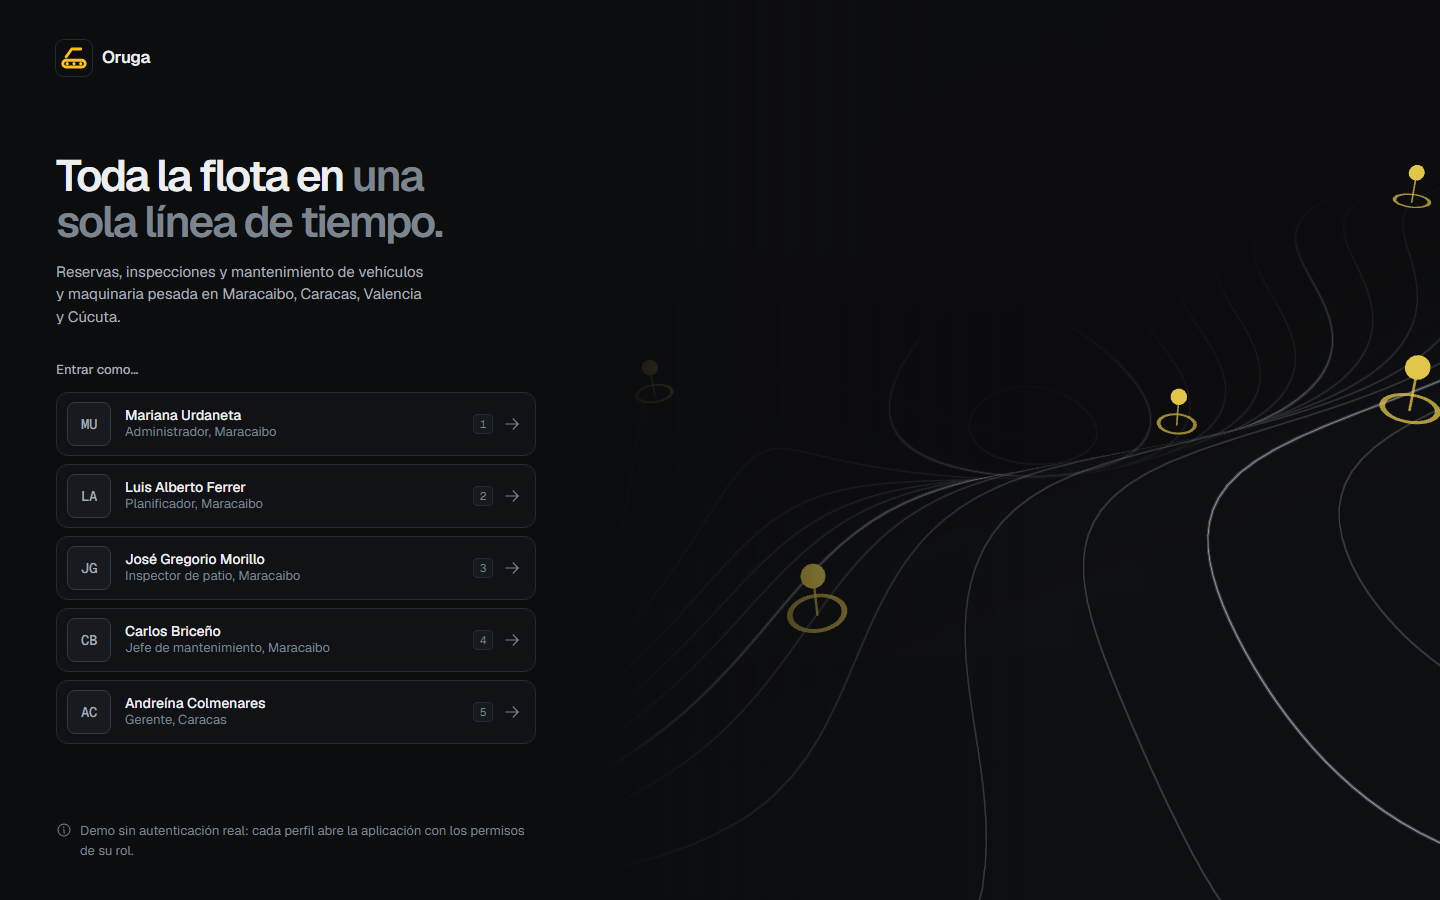 Oruga
Toda la flota en una
sola línea de tiempo.
Reservas, inspecciones y mantenimiento de vehículos
y maquinaria pesada en Maracaibo, Caracas, Valencia
y Cúcuta.
Entrar como…
MU
Mariana Urdaneta
Administrador, Maracaibo
1
LA
Luis Alberto Ferrer
Planificador, Maracaibo
2
JG
José Gregorio Morillo
Inspector de patio, Maracaibo
3
CB
Carlos Briceño
Jefe de mantenimiento, Maracaibo
4
AC
Andreína Colmenares
Gerente, Caracas
5
Demo sin autenticación real: cada perfil abre la aplicación con los permisos
de su rol.